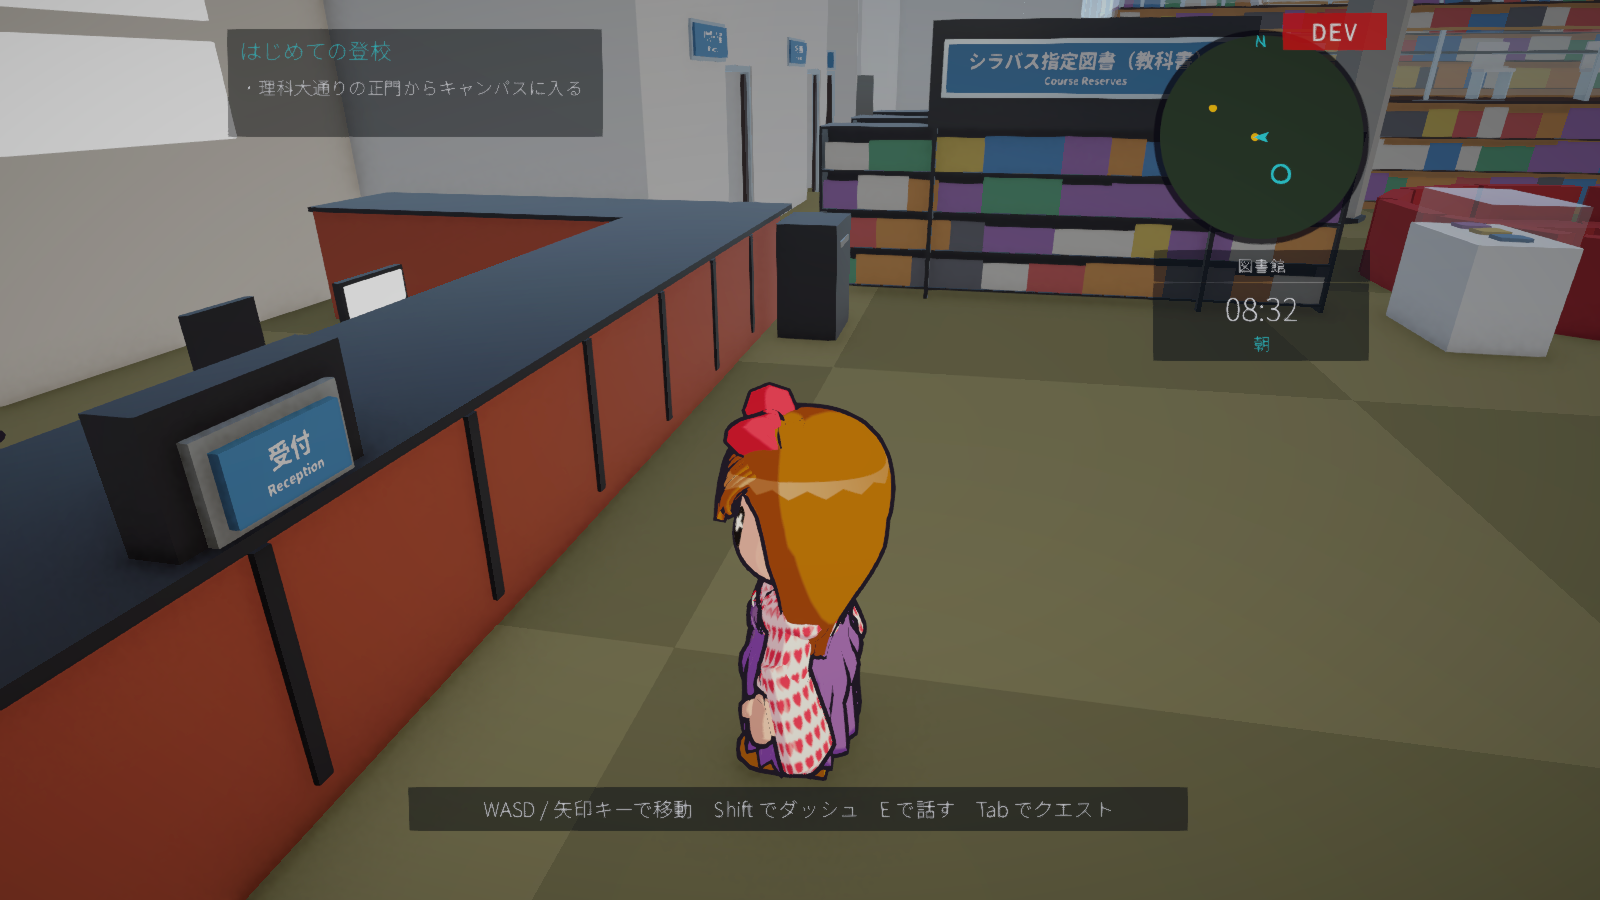 はじめての登校
・理科大通りの正門からキャンパスに入る
シラバス指定図書（教科書）
Course Reserves
DEV
N
図書館
08:32
朝
受付
Reception
WASD / 矢印キーで移動　Shift でダッシュ　E で話す　Tab でクエスト